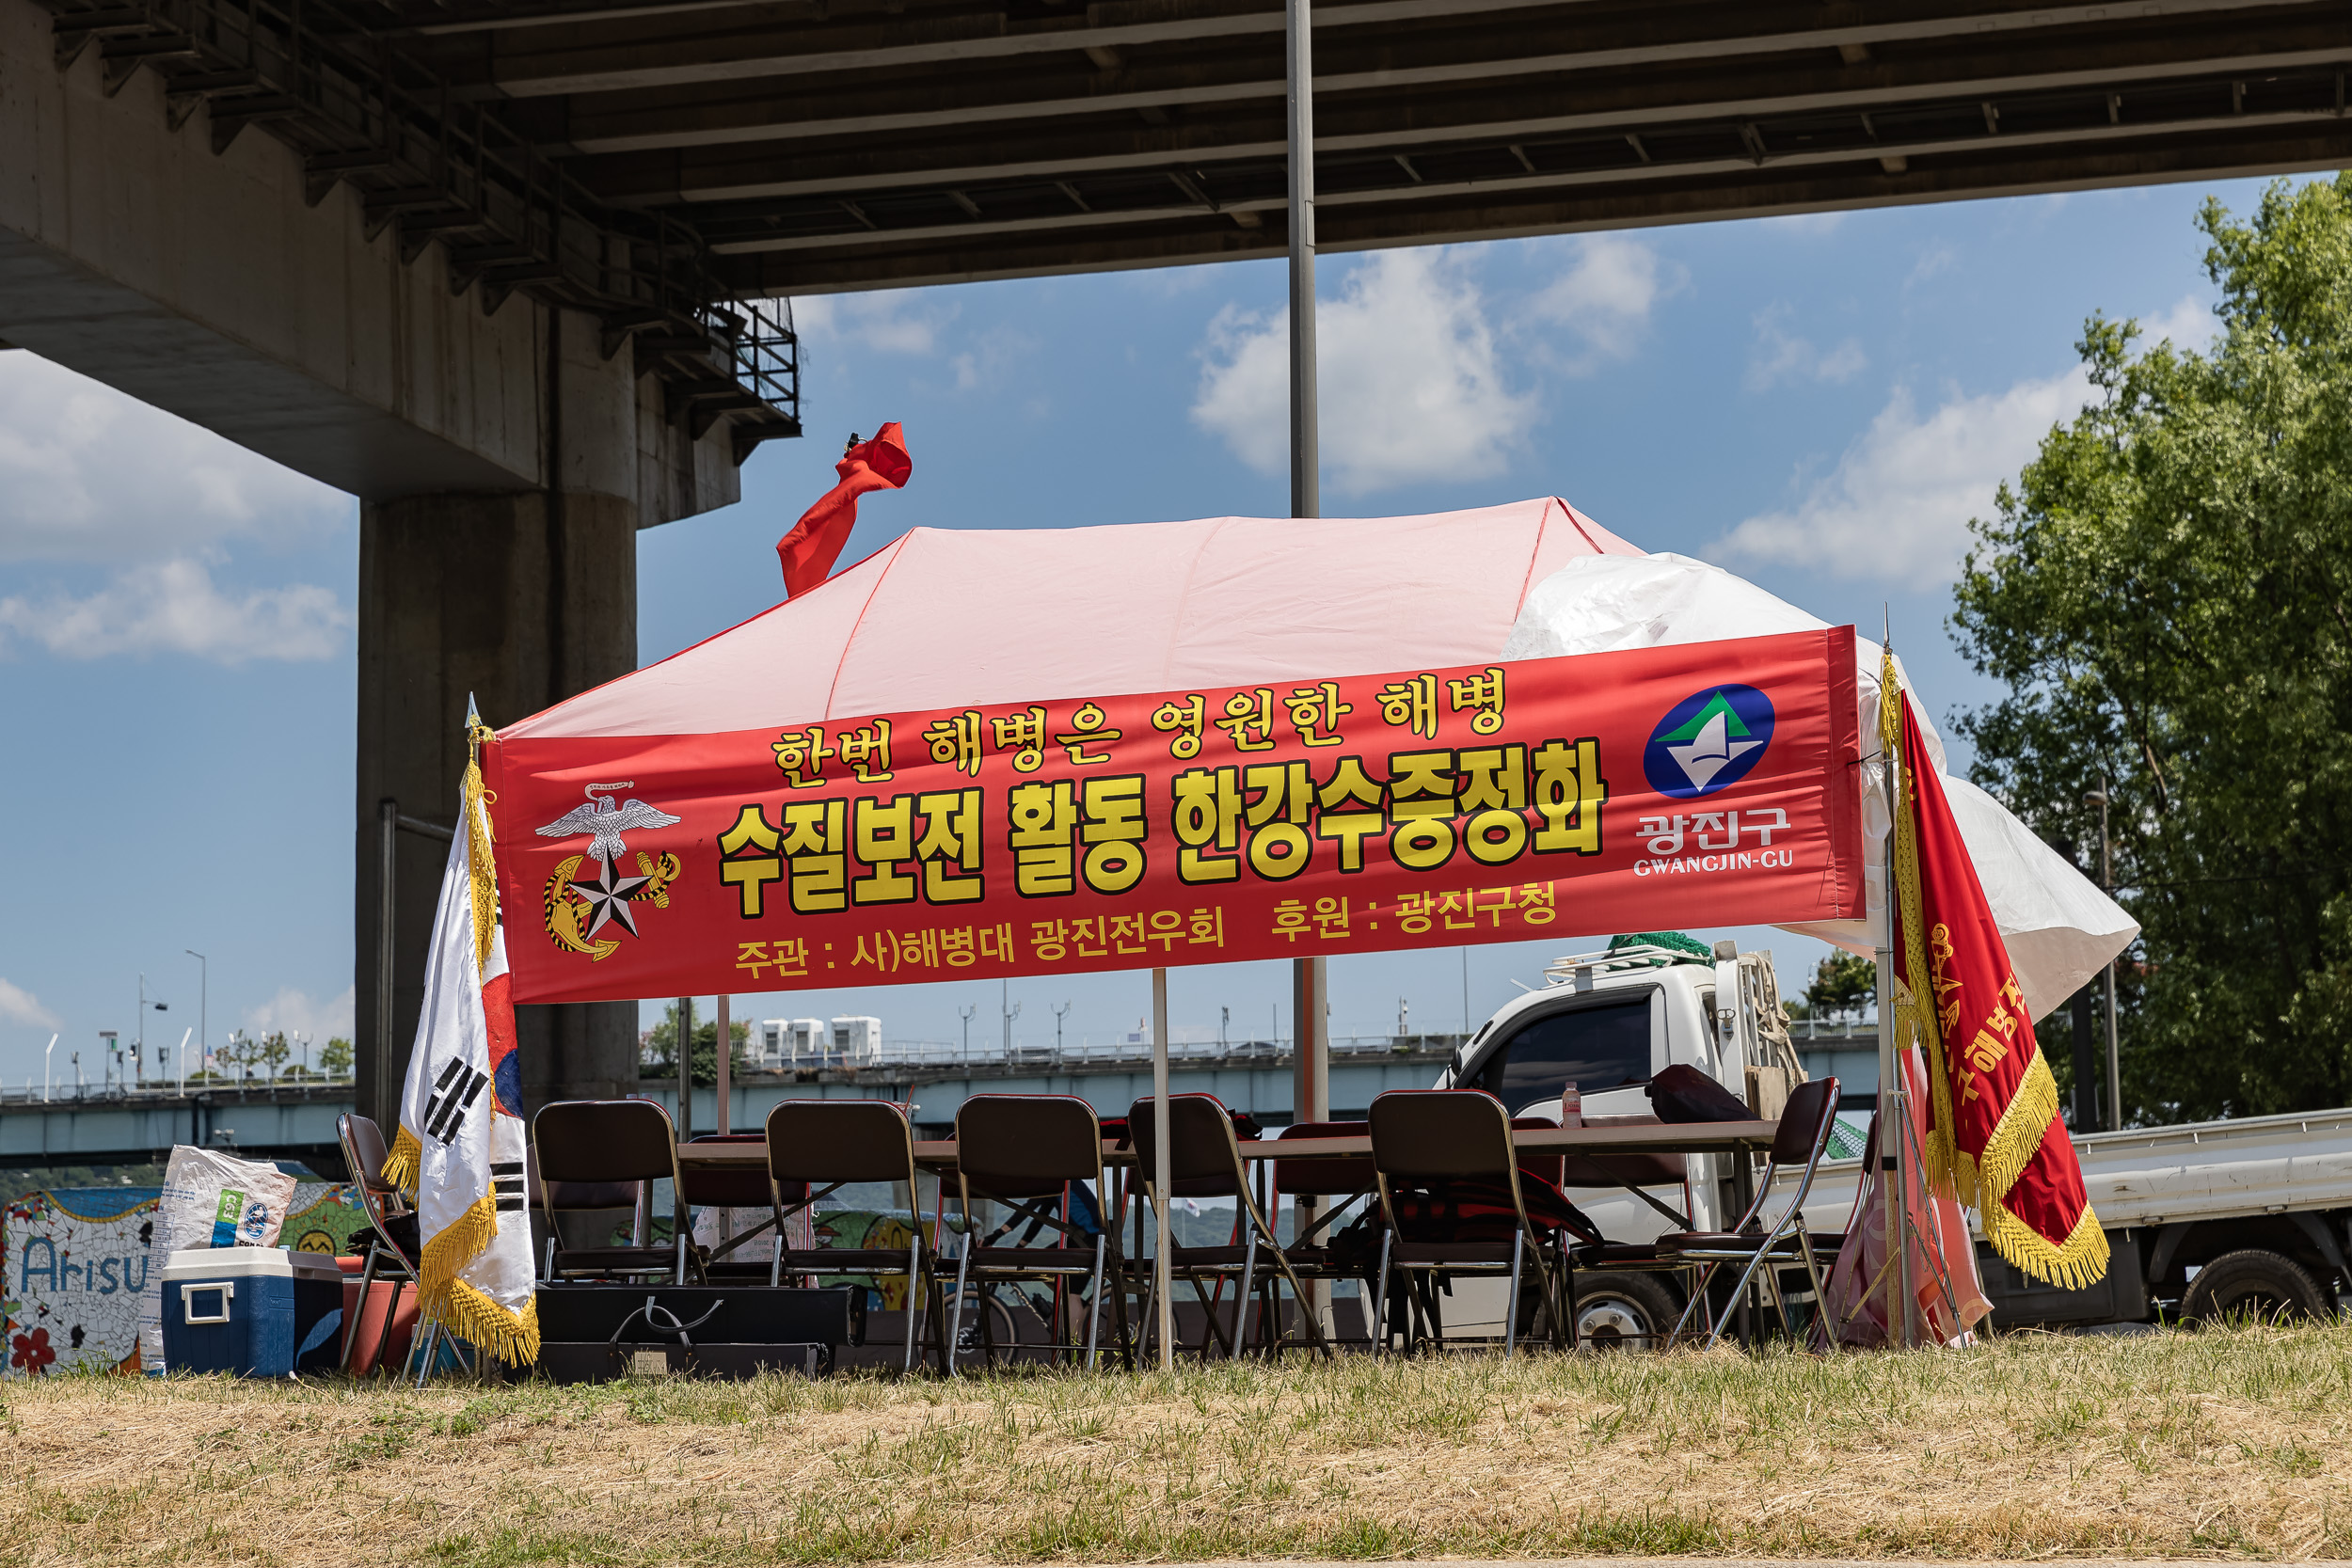 한번 해병은 영원한 해병
수질보전 활동 한강수중정화
주관 : 사)해병대 광진전우회 후원 : 광진구청
광진구
GWANGJIN-GU
Arisu